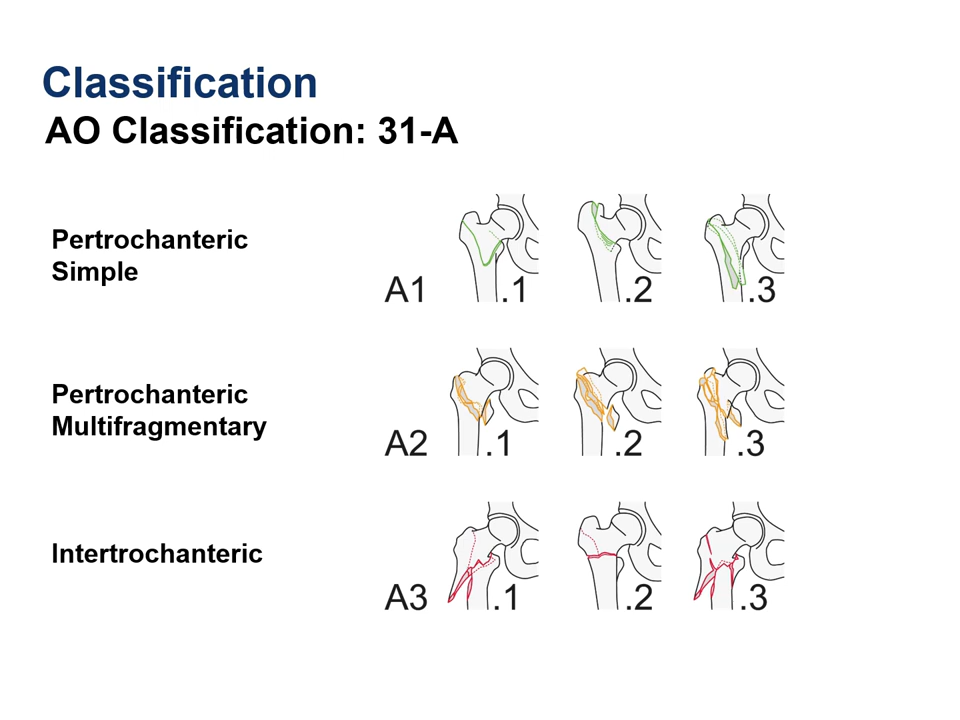 Classification
AO Classification: 31-A
Pertrochanteric
Simple
A1 .1 .2 .3
Pertrochanteric
Multifragmentary
A2 .1 .2 .3
Intertrochanteric
A3 .1 .2 .3